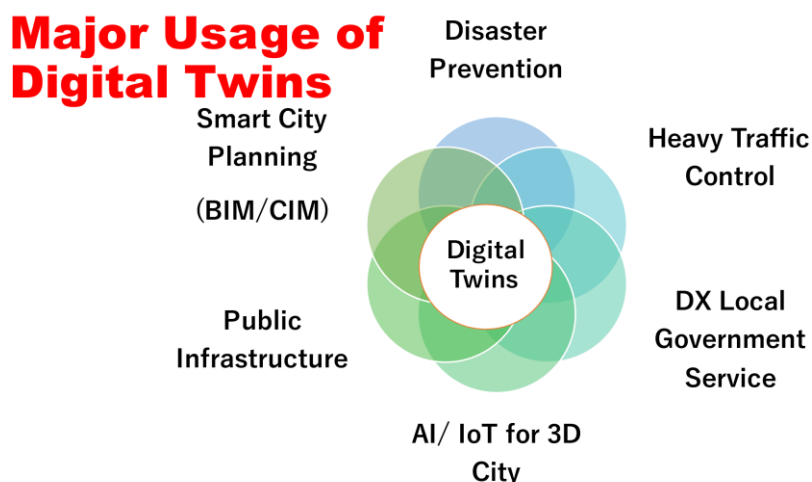 Major Usage of
Digital Twins
Disaster
Prevention
Smart City
Planning
(BIM/CIM)
Heavy Traffic
Control
Digital
Twins
Public
Infrastructure
DX Local
Government
Service
AI/ IoT for 3D
City